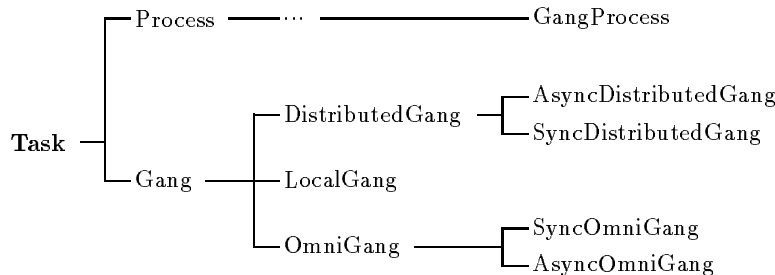 Process ... GangProcess
AsyncDistributedGang
DistributedGang
SyncDistributedGang
Task
Gang LocalGang
SyncOmniGang
OmniGang
AsyncOmniGang